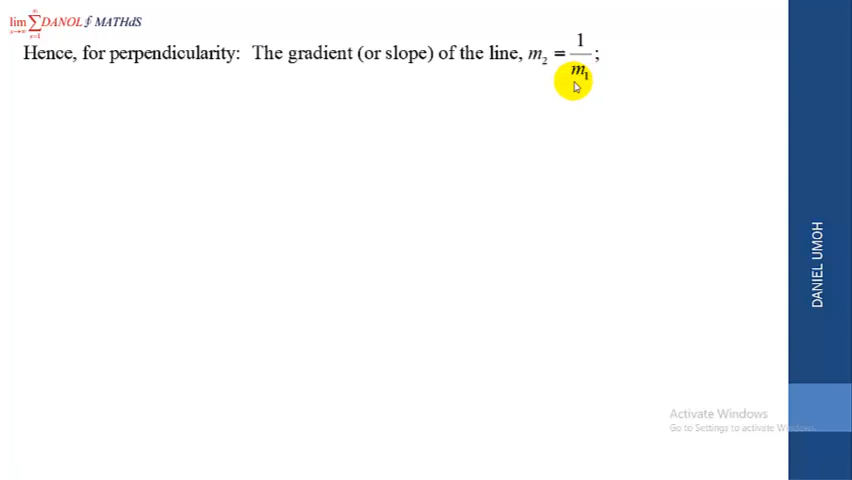 lim ∑ DANOL ∮ MATHdS
s→∞ s=1 ∞
Hence, for perpendicularity: The gradient (or slope) of the line, m₂ = 1/m₁ ;
DANIEL UMOH
Activate Windows
Go to Settings to activate Windows.